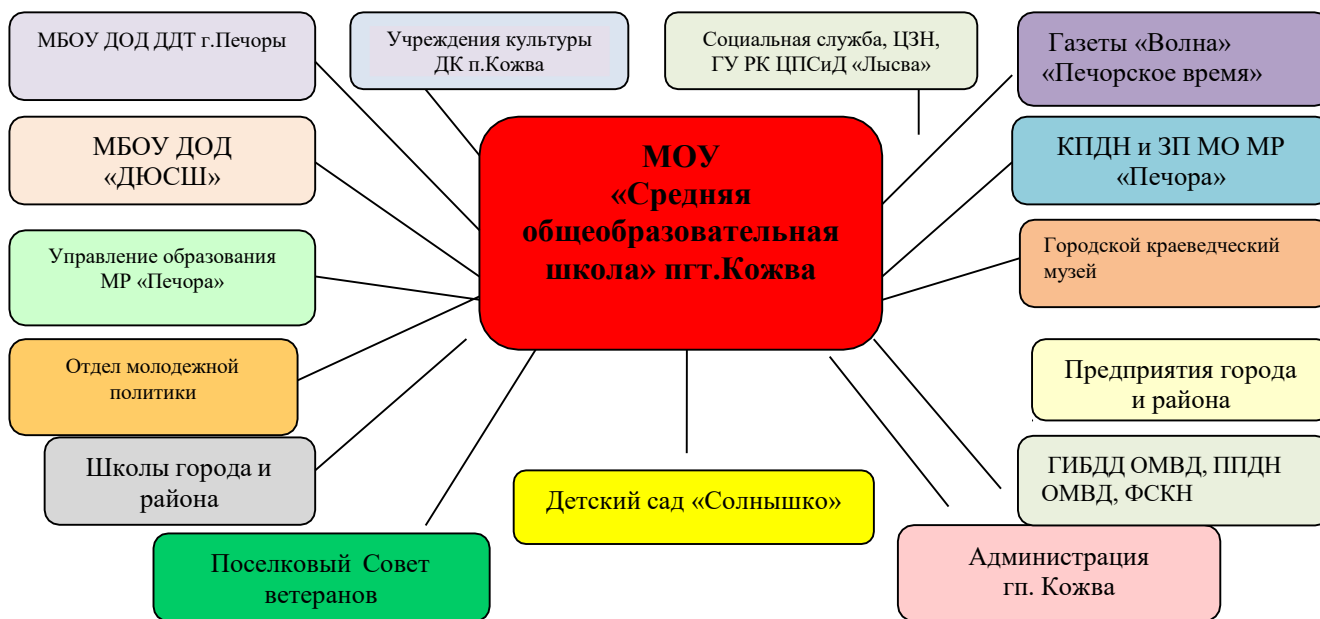 МБОУ ДОД ДДТ г.Печоры
Учреждения культуры
ДК п.Кожва
Социальная служба, ЦЗН,
ГУ РК ЦПСиД «Лысва»
Газеты «Волна»
«Печорское время»
МБОУ ДОД
«ДЮСШ»
МОУ
«Средняя
общеобразовательная
школа» пгт.Кожва
КПДН и ЗП МО МР
«Печора»
Управление образования
МР «Печора»
Городской краеведческий
музей
Отдел молодежной
политики
Предприятия города
и района
Школы города и
района
Детский сад «Солнышко»
ГИБДД ОМВД, ППДН
ОМВД, ФСКН
Поселковый Совет
ветеранов
Администрация
гп. Кожва